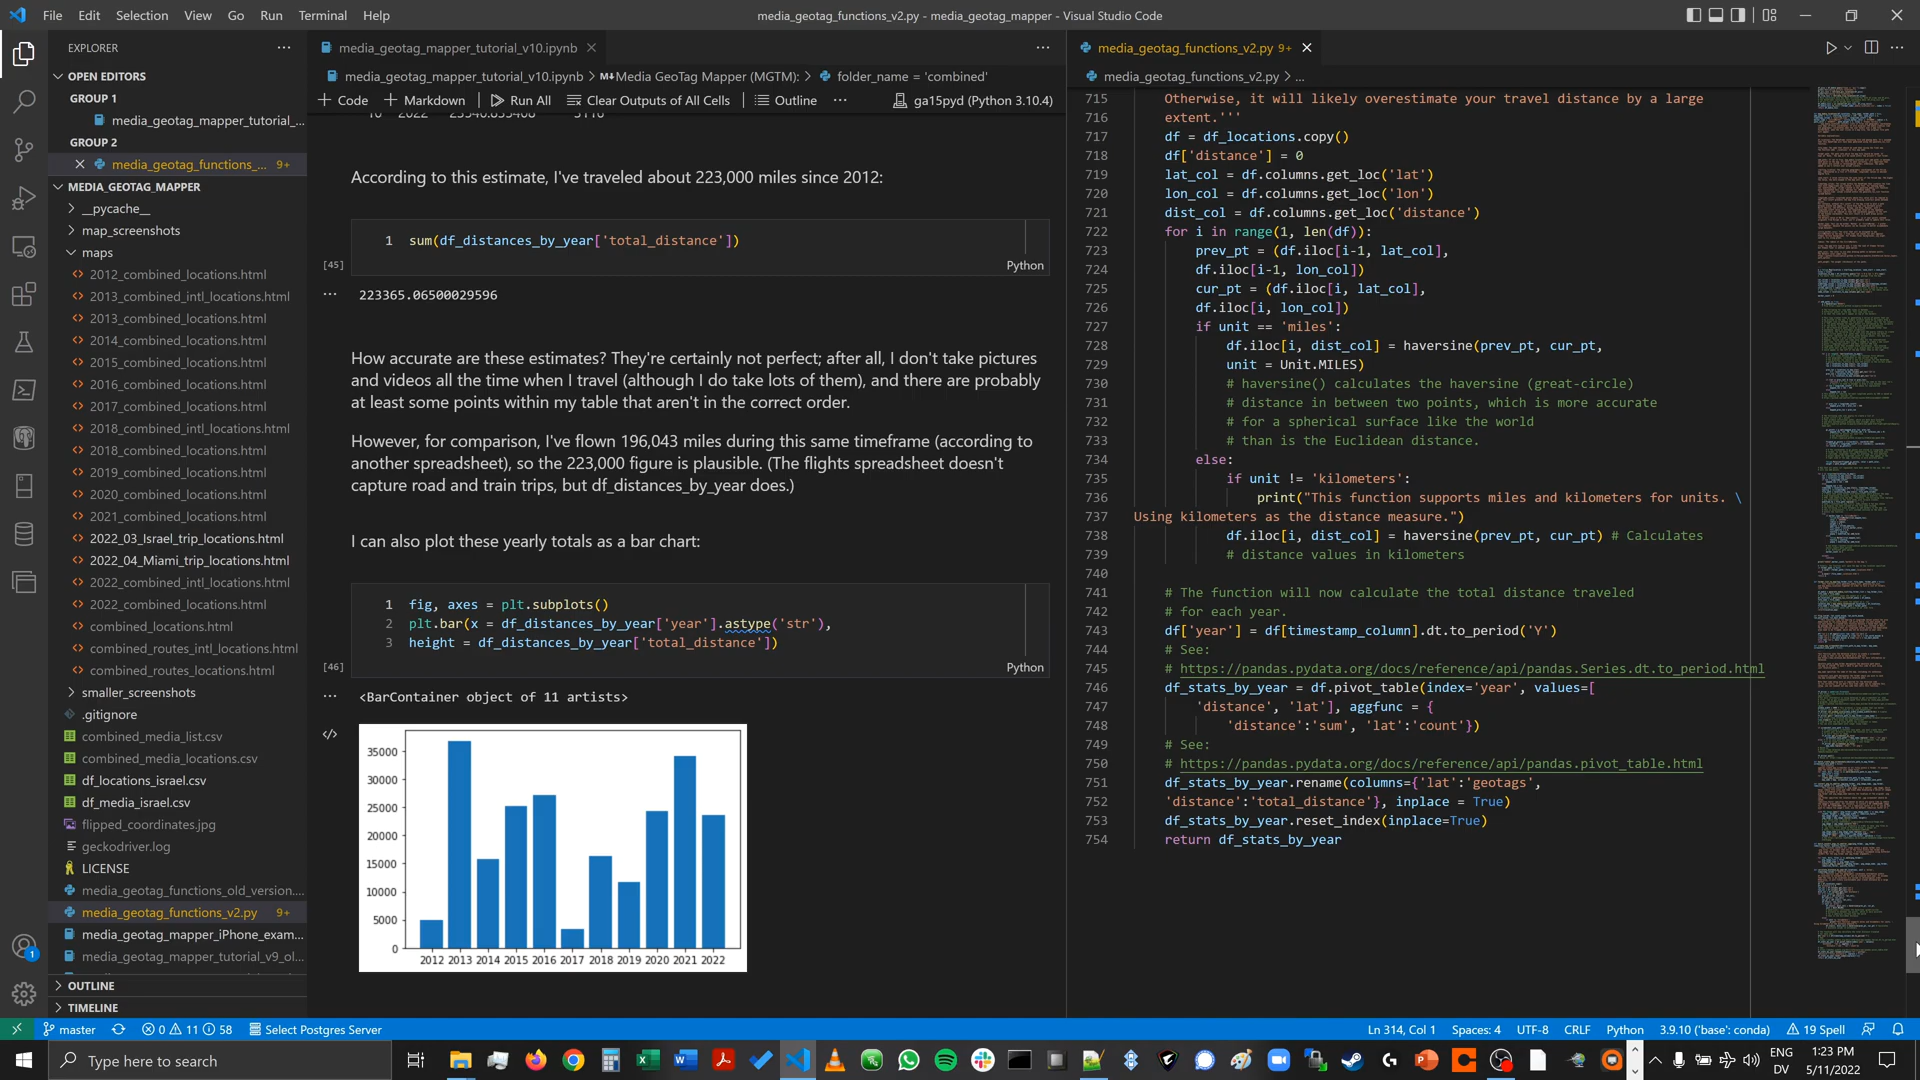 File Edit Selection View Go Run Terminal Help
media_geotag_functions_v2.py - media_geotag_mapper - Visual Studio Code
EXPLORER
OPEN EDITORS
GROUP 1
media_geotag_mapper_tutorial_...
GROUP 2
media_geotag_functions_... 9+
MEDIA_GEOTAG_MAPPER
__pycache__
map_screenshots
maps
2012_combined_locations.html
2013_combined_intl_locations.html
2013_combined_locations.html
2014_combined_locations.html
2015_combined_locations.html
2016_combined_locations.html
2017_combined_locations.html
2018_combined_intl_locations.html
2018_combined_locations.html
2019_combined_locations.html
2020_combined_locations.html
2021_combined_locations.html
2022_03_Israel_trip_locations.html
2022_04_Miami_trip_locations.html
2022_combined_intl_locations.html
2022_combined_locations.html
combined_locations.html
combined_routes_intl_locations.html
combined_routes_locations.html
smaller_screenshots
.gitignore
combined_media_list.csv
combined_media_locations.csv
df_locations_israel.csv
df_media_israel.csv
flipped_coordinates.jpg
geckodriver.log
LICENSE
media_geotag_functions_old_version....
media_geotag_functions_v2.py 9+
media_geotag_mapper_iPhone_exam...
media_geotag_mapper_tutorial_v9_ol...
OUTLINE
TIMELINE
media_geotag_mapper_tutorial_v10.ipynb
media_geotag_mapper_tutorial_v10.ipynb > M↓Media GeoTag Mapper (MGTM): > folder_name = 'combined'
Code Markdown Run All Clear Outputs of All Cells Outline ga15pyd (Python 3.10.4)
According to this estimate, I've traveled about 223,000 miles since 2012:
1 sum(df_distances_by_year['total_distance'])
[45] Python
223365.06500029596
How accurate are these estimates? They're certainly not perfect; after all, I don't take pictures
and videos all the time when I travel (although I do take lots of them), and there are probably
at least some points within my table that aren't in the correct order.
However, for comparison, I've flown 196,043 miles during this same timeframe (according to
another spreadsheet), so the 223,000 figure is plausible. (The flights spreadsheet doesn't
capture road and train trips, but df_distances_by_year does.)
I can also plot these yearly totals as a bar chart:
1 fig, axes = plt.subplots()
2 plt.bar(x = df_distances_by_year['year'].astype('str'),
3 height = df_distances_by_year['total_distance'])
[46] Python
<BarContainer object of 11 artists>
35000
30000
25000
20000
15000
10000
5000
0
2012 2013 2014 2015 2016 2017 2018 2019 2020 2021 2022
media_geotag_functions_v2.py 9+
media_geotag_functions_v2.py > ...
715 Otherwise, it will likely overestimate your travel distance by a large
716 extent.'''
717 df = df_locations.copy()
718 df['distance'] = 0
719 lat_col = df.columns.get_loc('lat')
720 lon_col = df.columns.get_loc('lon')
721 dist_col = df.columns.get_loc('distance')
722 for i in range(1, len(df)):
723 prev_pt = (df.iloc[i-1, lat_col],
724 df.iloc[i-1, lon_col])
725 cur_pt = (df.iloc[i, lat_col],
726 df.iloc[i, lon_col])
727 if unit == 'miles':
728 df.iloc[i, dist_col] = haversine(prev_pt, cur_pt,
729 unit = Unit.MILES)
730 # haversine() calculates the haversine (great-circle)
731 # distance in between two points, which is more accurate
732 # for a spherical surface like the world
733 # than is the Euclidean distance.
734 else:
735 if unit != 'kilometers':
736 print("This function supports miles and kilometers for units. \
737 Using kilometers as the distance measure.")
738 df.iloc[i, dist_col] = haversine(prev_pt, cur_pt) # Calculates
739 # distance values in kilometers
740
741 # The function will now calculate the total distance traveled
742 # for each year.
743 df['year'] = df[timestamp_column].dt.to_period('Y')
744 # See:
745 # https://pandas.pydata.org/docs/reference/api/pandas.Series.dt.to_period.html
746 df_stats_by_year = df.pivot_table(index='year', values=[
747 'distance', 'lat'], aggfunc = {
748 'distance':'sum', 'lat':'count'})
749 # See:
750 # https://pandas.pydata.org/docs/reference/api/pandas.pivot_table.html
751 df_stats_by_year.rename(columns={'lat':'geotags',
752 'distance':'total_distance'}, inplace = True)
753 df_stats_by_year.reset_index(inplace=True)
754 return df_stats_by_year
master 0 11 58 Select Postgres Server
Ln 314, Col 1 Spaces: 4 UTF-8 CRLF Python 3.9.10 ('base': conda) 19 Spell
Type here to search
ENG
DV
1:23 PM
5/11/2022